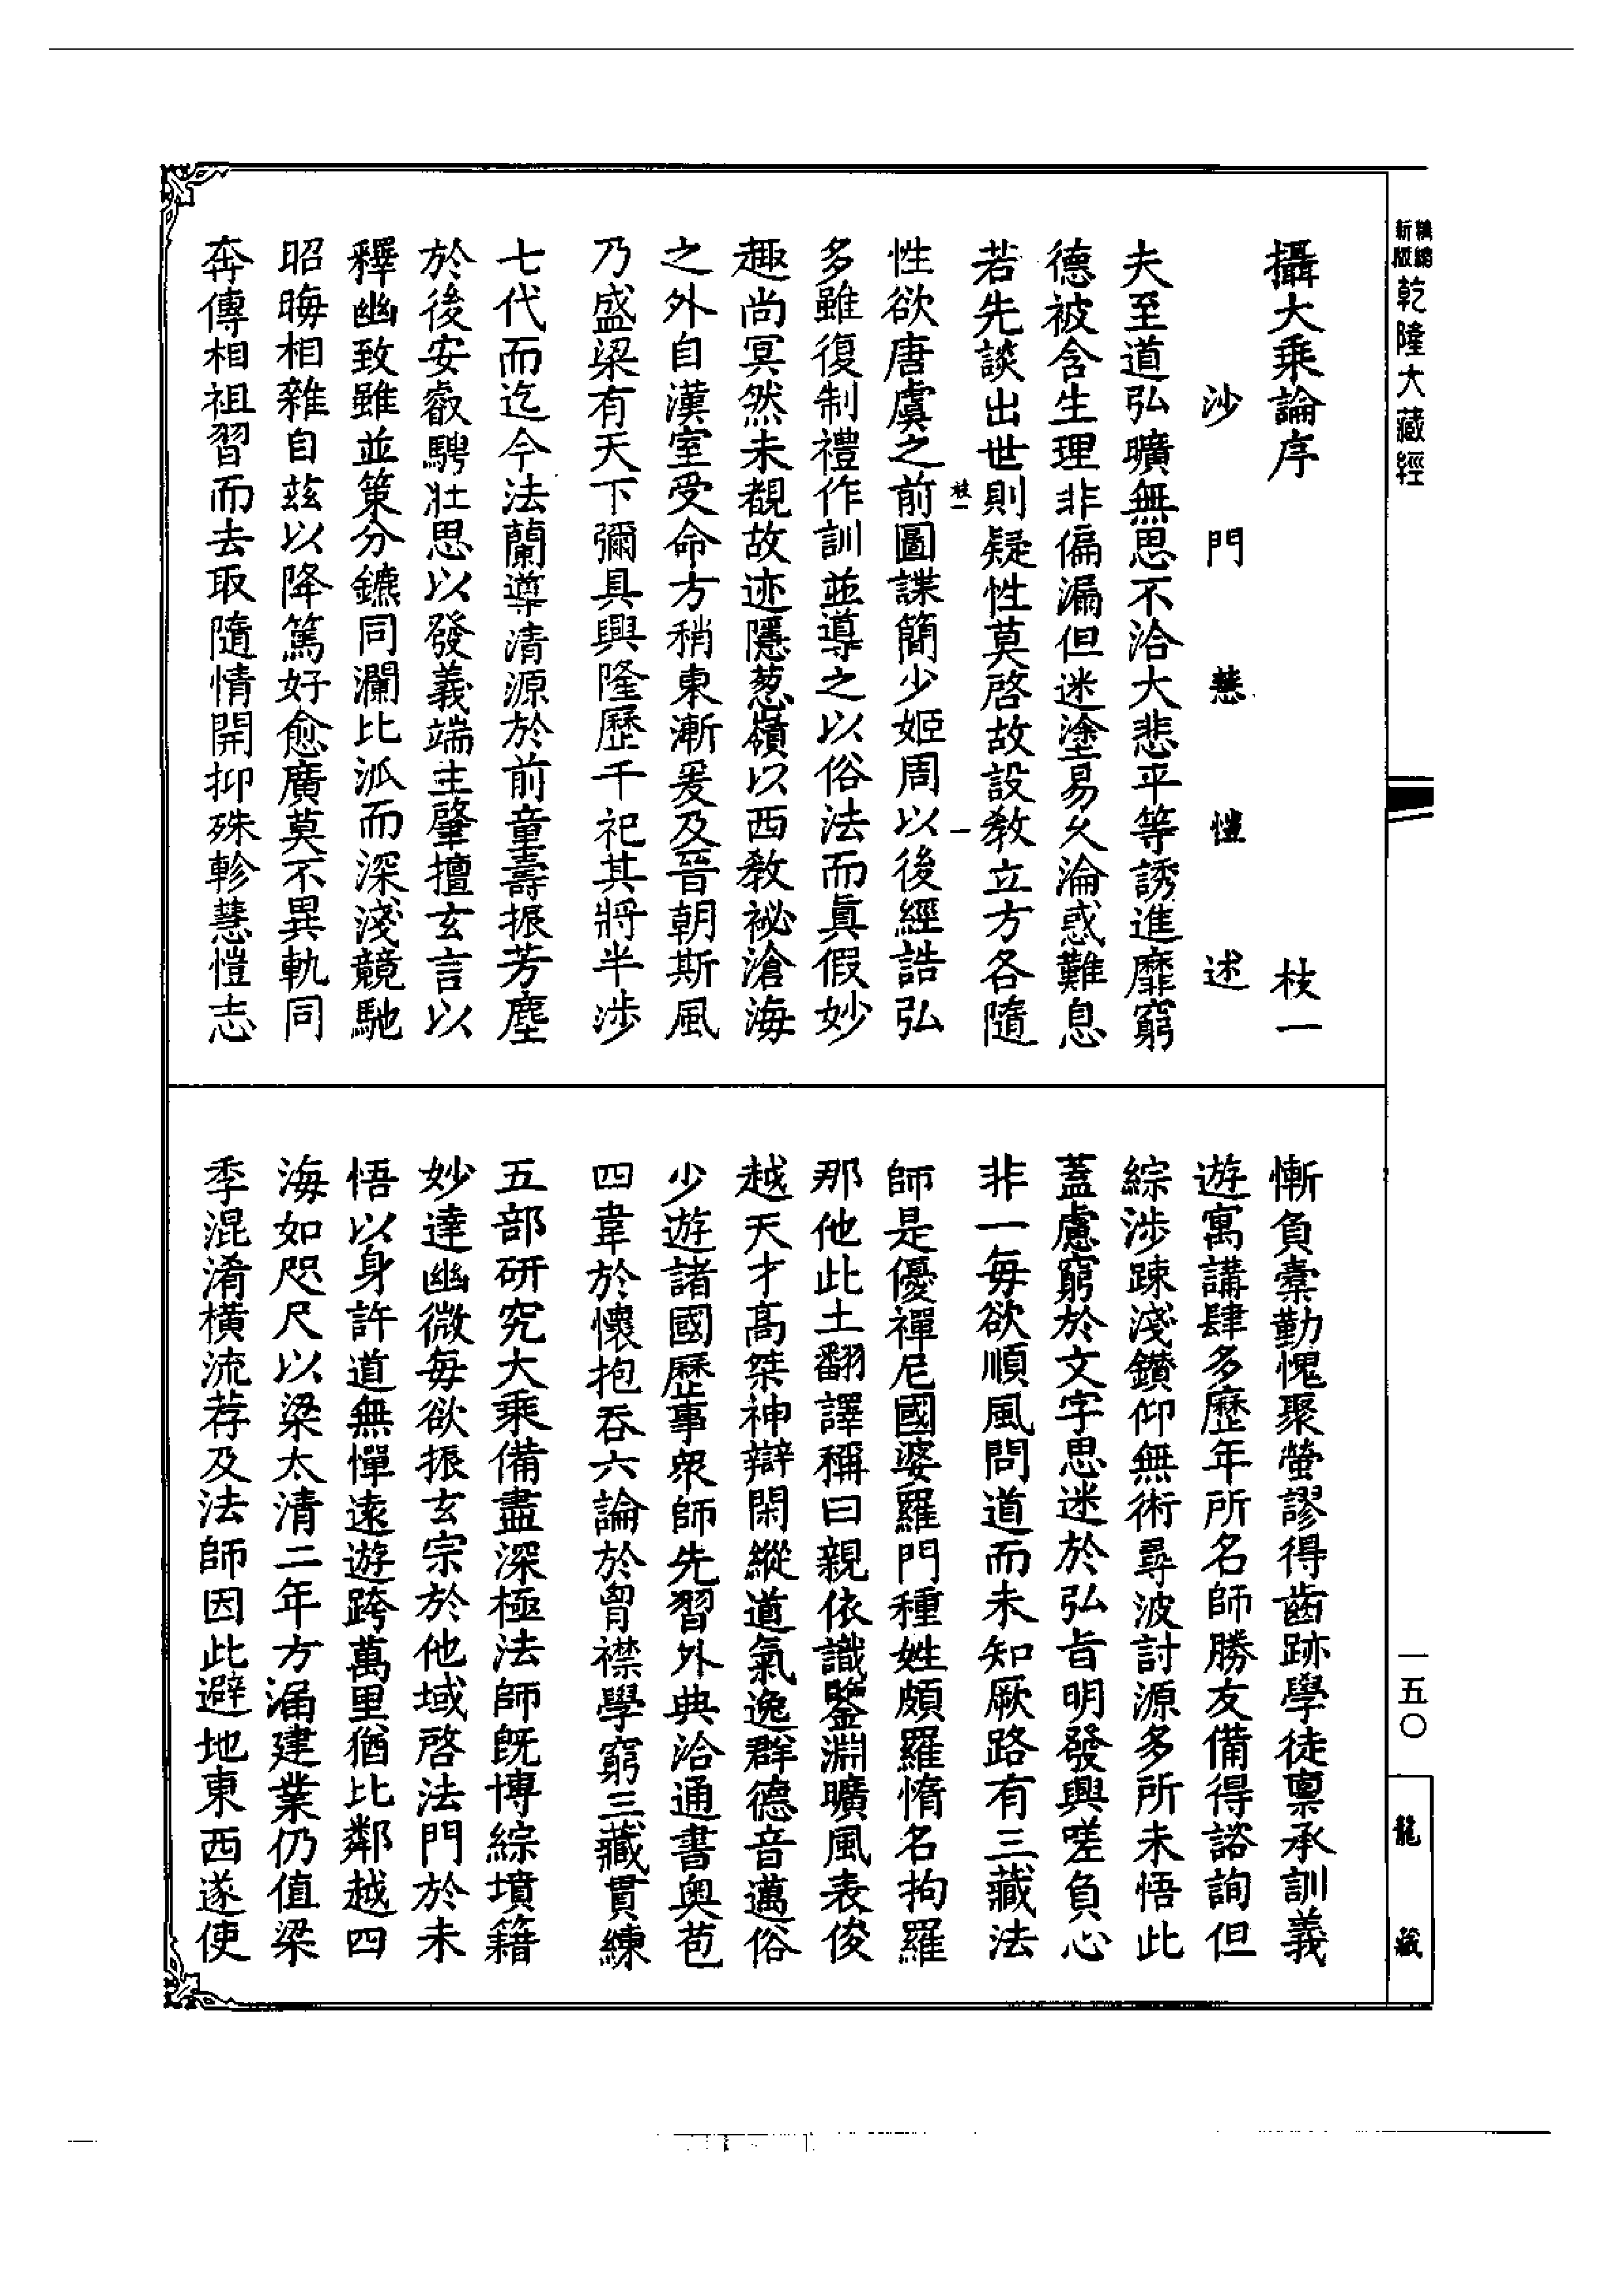 新版
精編
乾隆大藏經
攝大乘論序
枝一
沙門慧愷述
夫至道弘曠無思不洽大悲平等誘進靡窮
德被含生理非偏漏但迷塗易久淪惑難息
若先談出世則疑性莫啓故設教立方各隨
枝一
一
性欲唐虞之前圖諜簡少姬周以後經誥弘
多雖復制禮作訓並導之以俗法而眞假妙
趣尚冥然未覩故迹隱葱嶺以西教祕滄海
之外自漢室受命方稍東漸爰及晉朝斯風
乃盛梁有天下彌具興隆歷千祀其將半涉
七代而迄今法蘭導清源於前童壽振芳塵
於後安叡騁壯思以發義端主肇擅玄言以
釋幽致雖並策分鑣同瀾比派而深淺競馳
昭晦相雜自茲以降篤好愈廣莫不異軌同
奔傳相祖習而去取隨情開抑殊軫慧愷志
慚負橐勤愧聚螢謬得齒跡學徒禀承訓義
遊寓講肆多歷年所名師勝友備得諮詢但
綜涉踈淺鑽仰無術尋波討源多所未悟此
蓋慮窮於文字思迷於弘旨明發興嗟負心
非一每欲順風問道而未知厥路有三藏法
師是優禪尼國婆羅門種姓頗羅惰名拘羅
那他此土翻譯稱曰親依識鑒淵曠風表俊
越天才高桀神辯閑縱道氣逸群德音邁俗
少遊諸國歷事衆師先習外典洽通書奧苞
四韋於懷抱吞六論於胷襟學窮三藏貫練
五部研究大乘備盡深極法師旣博綜墳籍
妙達幽微每欲振玄宗於他域啓法門於未
悟以身許道無憚遠遊跨萬里猶比鄰越四
海如咫尺以梁太清二年方屆建業仍值梁
季混淆橫流荐及法師因此避地東西遂使
一五〇
龍藏